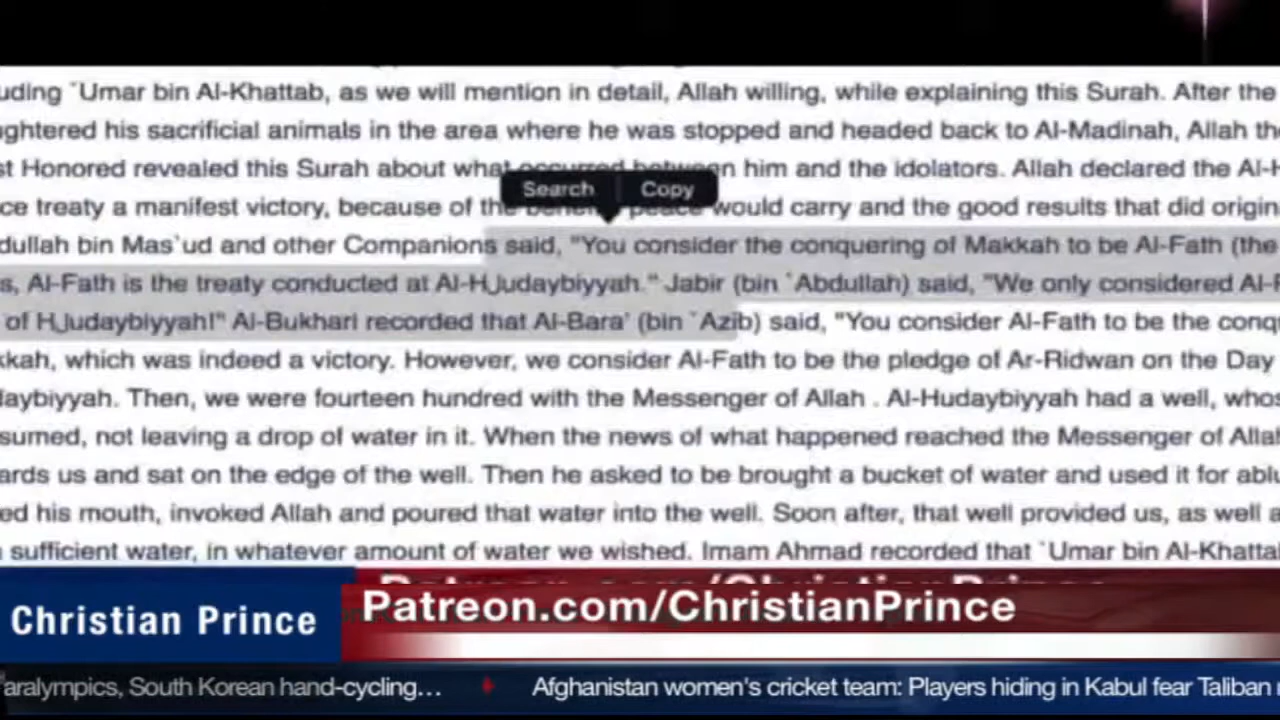 uding `Umar bin Al-Khattab, as we will mention in detail, Allah willing, while explaining this Surah. After the
ughtered his sacrificial animals in the area where he was stopped and headed back to Al-Madinah, Allah th
st Honored revealed this Surah about what occurred between him and the idolators. Allah declared the Al-H
Search Copy
ce treaty a manifest victory, because of the benefits peace would carry and the good results that did origin
dullah bin Mas`ud and other Companions said, "You consider the conquering of Makkah to be Al-Fath (the
s, Al-Fath is the treaty conducted at Al-HJudaybiyyah." Jabir (bin `Abdullah) said, "We only considered Al-F
of HJudaybiyyah!" Al-Bukhari recorded that Al-Bara' (bin `Azib) said, "You consider Al-Fath to be the conq
kkah, which was indeed a victory. However, we consider Al-Fath to be the pledge of Ar-Ridwan on the Day
daybiyyah. Then, we were fourteen hundred with the Messenger of Allah . Al-Hudaybiyyah had a well, whos
sumed, not leaving a drop of water in it. When the news of what happened reached the Messenger of Allah
ards us and sat on the edge of the well. Then he asked to be brought a bucket of water and used it for ablu
ed his mouth, invoked Allah and poured that water into the well. Soon after, that well provided us, as well a
sufficient water, in whatever amount of water we wished. Imam Ahmad recorded that `Umar bin Al-Khatta
Patreon.com/ChristianPrince
Christian Prince
Patreon.com/ChristianPrince
aralympics, South Korean hand-cycling... Afghanistan women's cricket team: Players hiding in Kabul fear Taliban